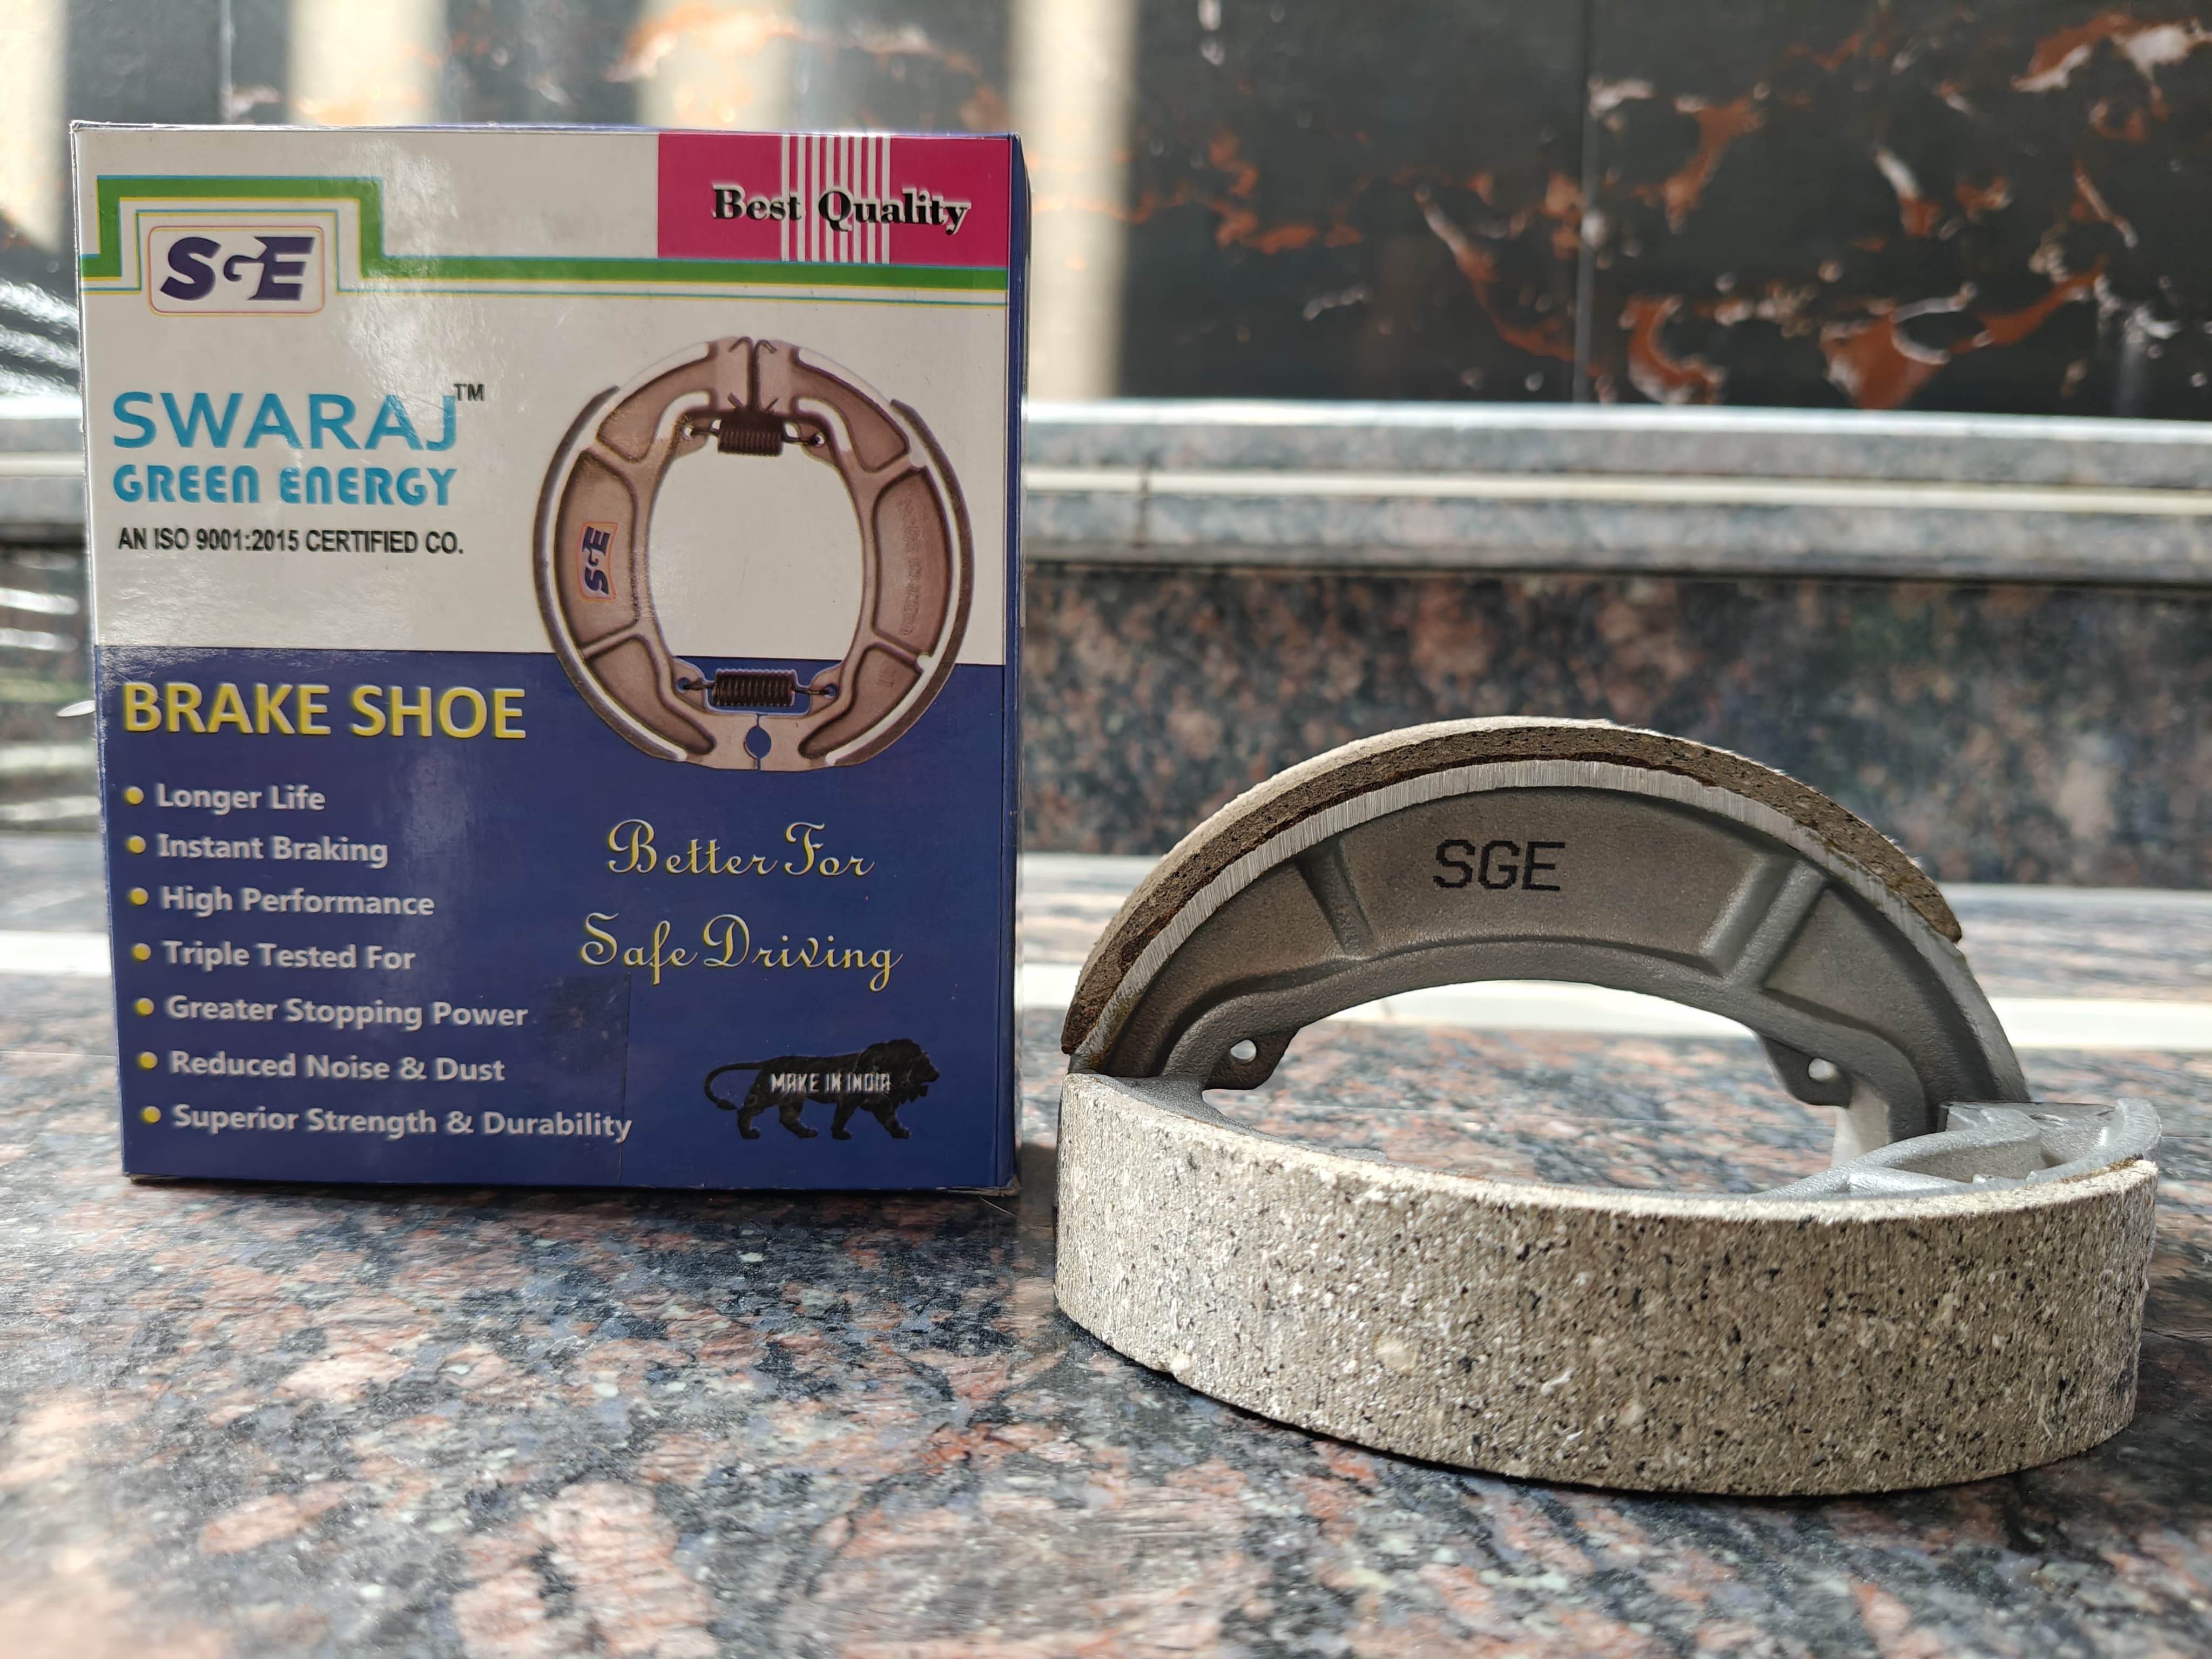 Best Quality
SGE
SWARAJ™
GREEN ENERGY
AN ISO 9001:2015 CERTIFIED CO.
SGE
BRAKE SHOE
Longer Life
Instant Braking
High Performance
Triple Tested For
Greater Stopping Power
Reduced Noise & Dust
Superior Strength & Durability
Better For
Safe Driving
MAKE IN INDIA
SGE